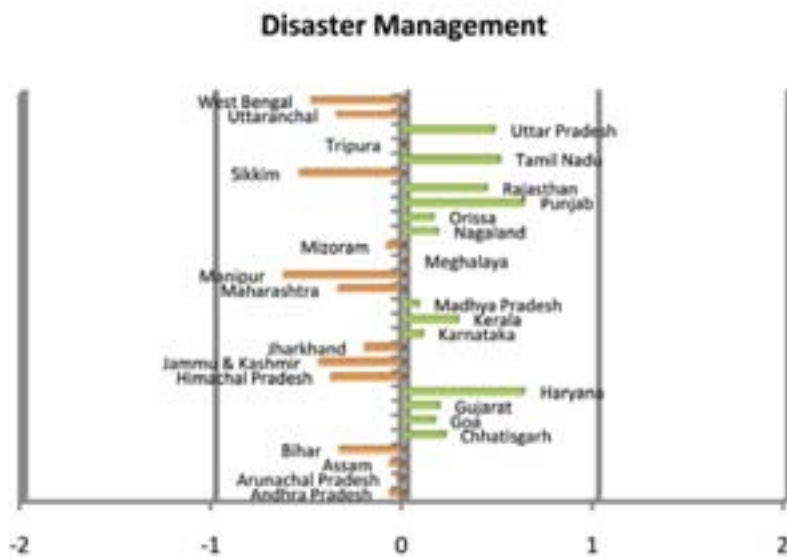 Disaster Management
West Bengal
Uttaranchal
Uttar Pradesh
Tripura
Tamil Nadu
Sikkim
Rajasthan
Punjab
Orissa
Nagaland
Mizoram
Meghalaya
Manipur
Maharashtra
Madhya Pradesh
Kerala
Karnataka
Jharkhand
Jammu & Kashmir
Himachal Pradesh
Haryana
Gujarat
Goa
Chhatisgarh
Bihar
Assam
Arunachal Pradesh
Andhra Pradesh
-2 -1 0 1 2